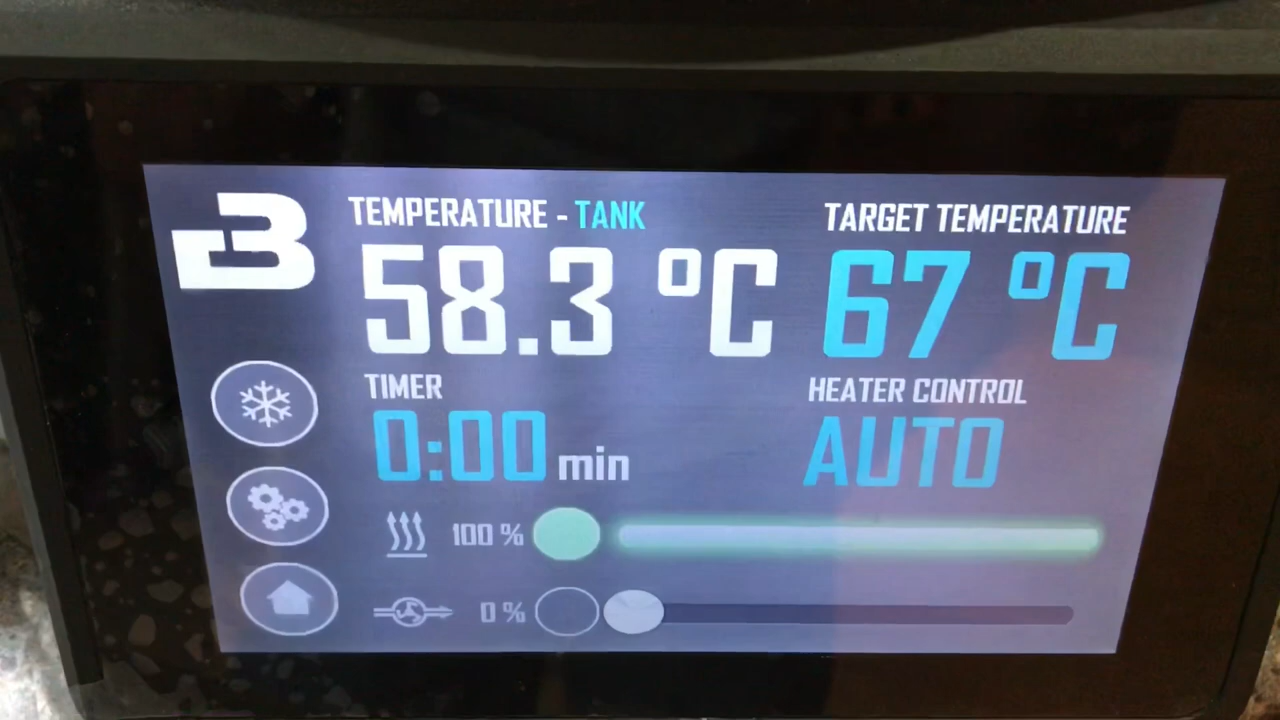 TEMPERATURE - TANK
58.3 °C
TARGET TEMPERATURE
67 °C
TIMER
0:00 min
HEATER CONTROL
AUTO
100 %
0 %